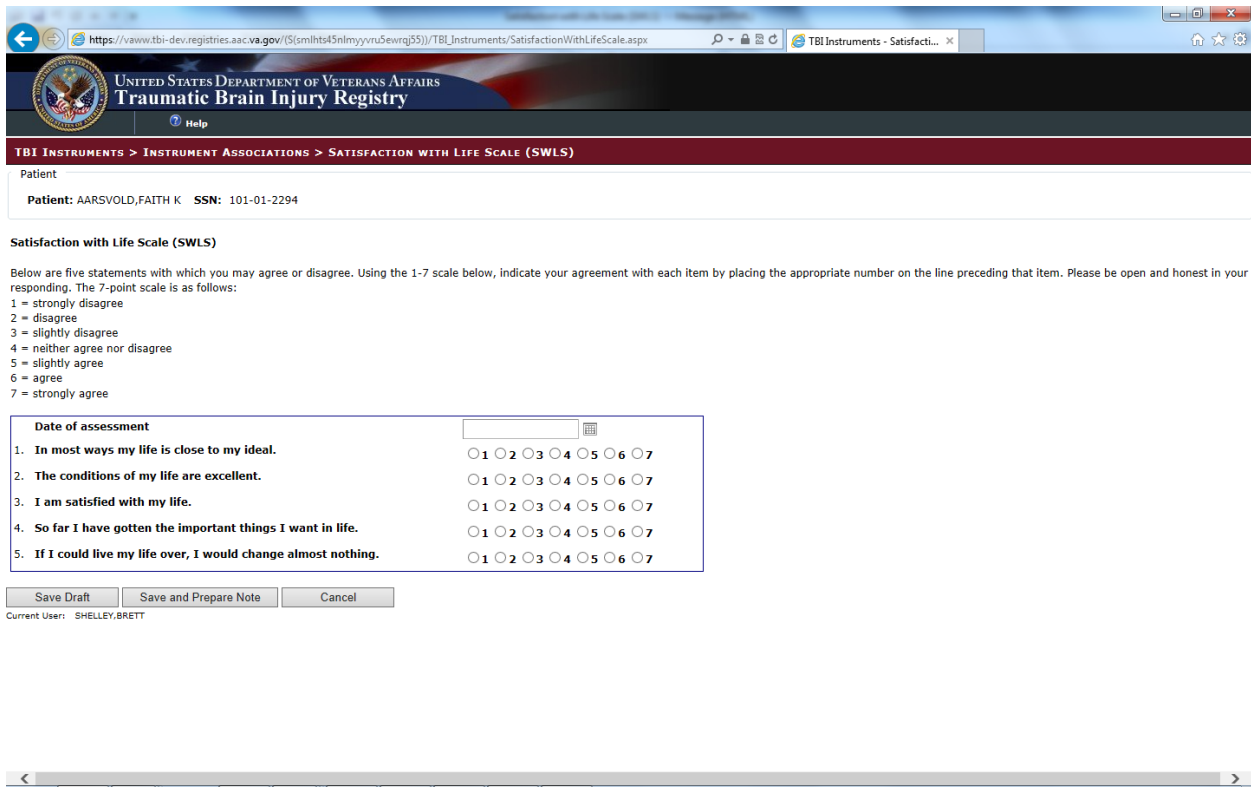 https://vaww.tbi-dev.registries.aac.va.gov/(S(smlhts45nlmyyvru5ewrqj55))/TBI_Instruments/SatisfactionWithLifeScale.aspx
TBI Instruments - Satisfacti...
United States Department of Veterans Affairs
Traumatic Brain Injury Registry
Help
TBI Instruments > Instrument Associations > Satisfaction with Life Scale (SWLS)
Patient
Patient: AARSVOLD,FAITH K SSN: 101-01-2294
Satisfaction with Life Scale (SWLS)
Below are five statements with which you may agree or disagree. Using the 1-7 scale below, indicate your agreement with each item by placing the appropriate number on the line preceding that item. Please be open and honest in your
responding. The 7-point scale is as follows:
1 = strongly disagree
2 = disagree
3 = slightly disagree
4 = neither agree nor disagree
5 = slightly agree
6 = agree
7 = strongly agree
Date of assessment
1. In most ways my life is close to my ideal. 1 2 3 4 5 6 7
2. The conditions of my life are excellent. 1 2 3 4 5 6 7
3. I am satisfied with my life. 1 2 3 4 5 6 7
4. So far I have gotten the important things I want in life. 1 2 3 4 5 6 7
5. If I could live my life over, I would change almost nothing. 1 2 3 4 5 6 7
Save Draft Save and Prepare Note Cancel
Current User: SHELLEY,BRETT